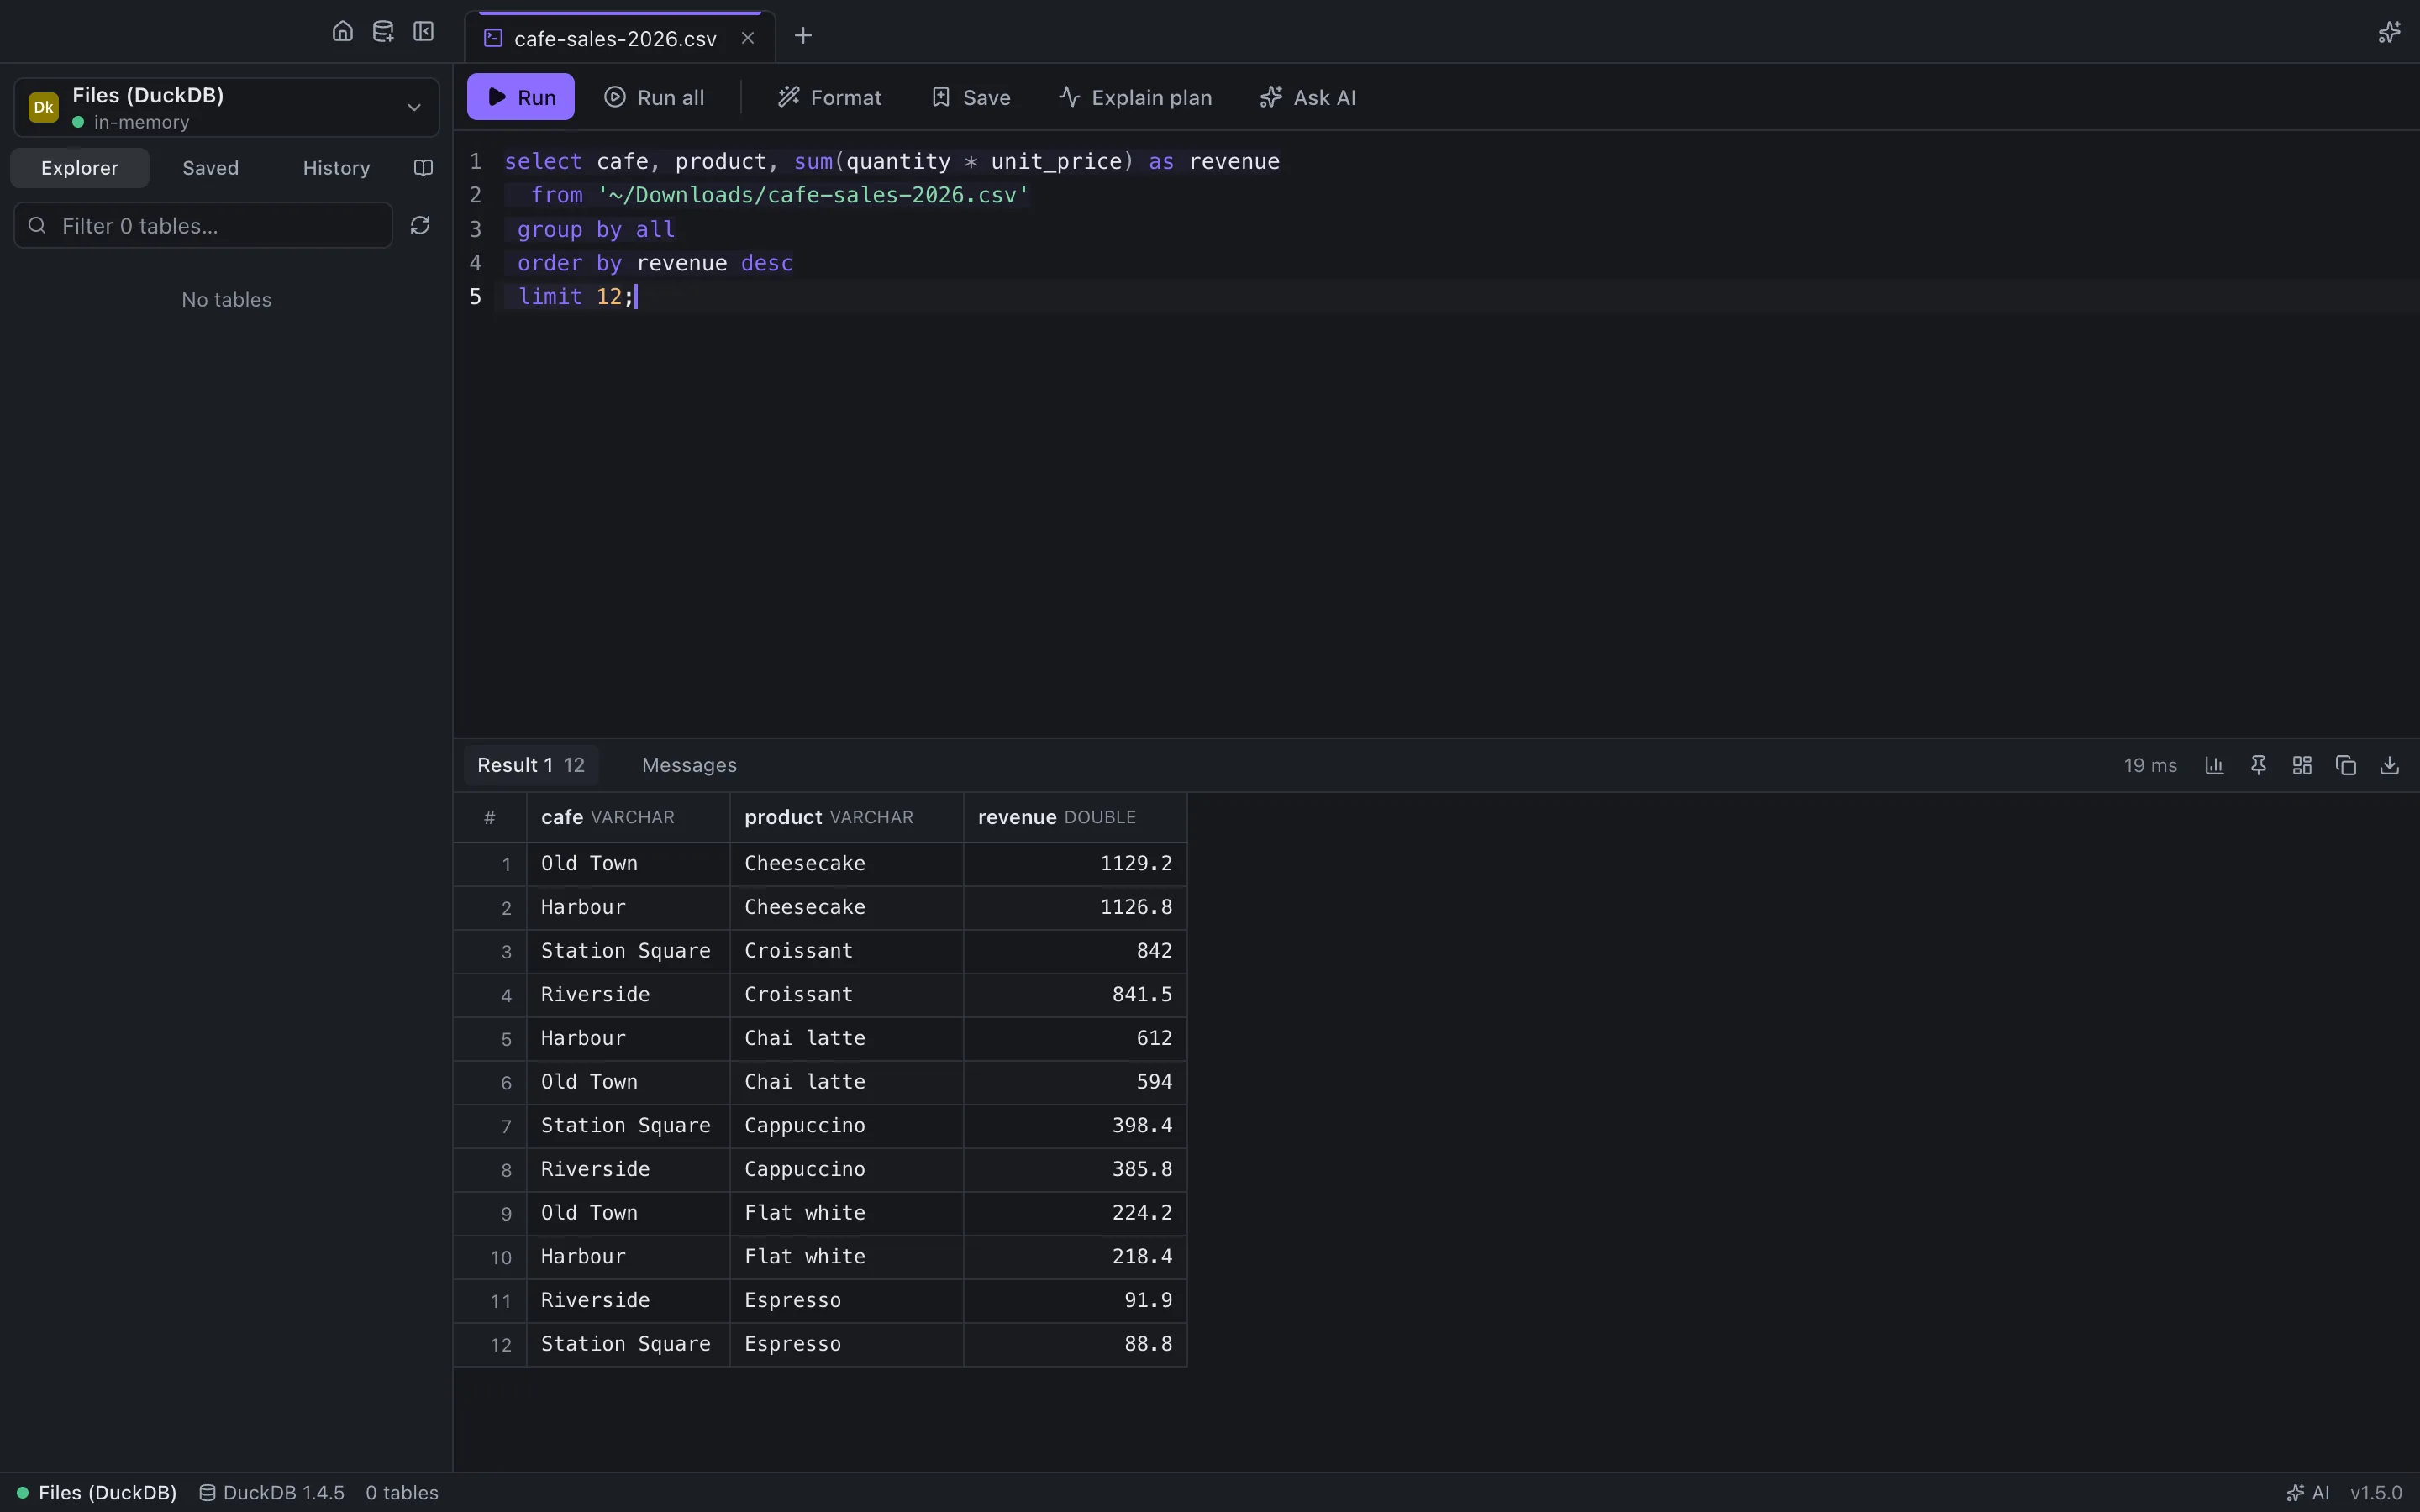 cafe-sales-2026.csv
Dk Files (DuckDB)
in-memory
Run Run all Format Save Explain plan Ask AI
Explorer Saved History
Filter 0 tables...
No tables
1 select cafe, product, sum(quantity * unit_price) as revenue
2 from '~/Downloads/cafe-sales-2026.csv'
3 group by all
4 order by revenue desc
5 limit 12;
Result 1 12 Messages 19 ms
# cafe VARCHAR product VARCHAR revenue DOUBLE
1 Old Town Cheesecake 1129.2
2 Harbour Cheesecake 1126.8
3 Station Square Croissant 842
4 Riverside Croissant 841.5
5 Harbour Chai latte 612
6 Old Town Chai latte 594
7 Station Square Cappuccino 398.4
8 Riverside Cappuccino 385.8
9 Old Town Flat white 224.2
10 Harbour Flat white 218.4
11 Riverside Espresso 91.9
12 Station Square Espresso 88.8
Files (DuckDB) DuckDB 1.4.5 0 tables AI v1.5.0